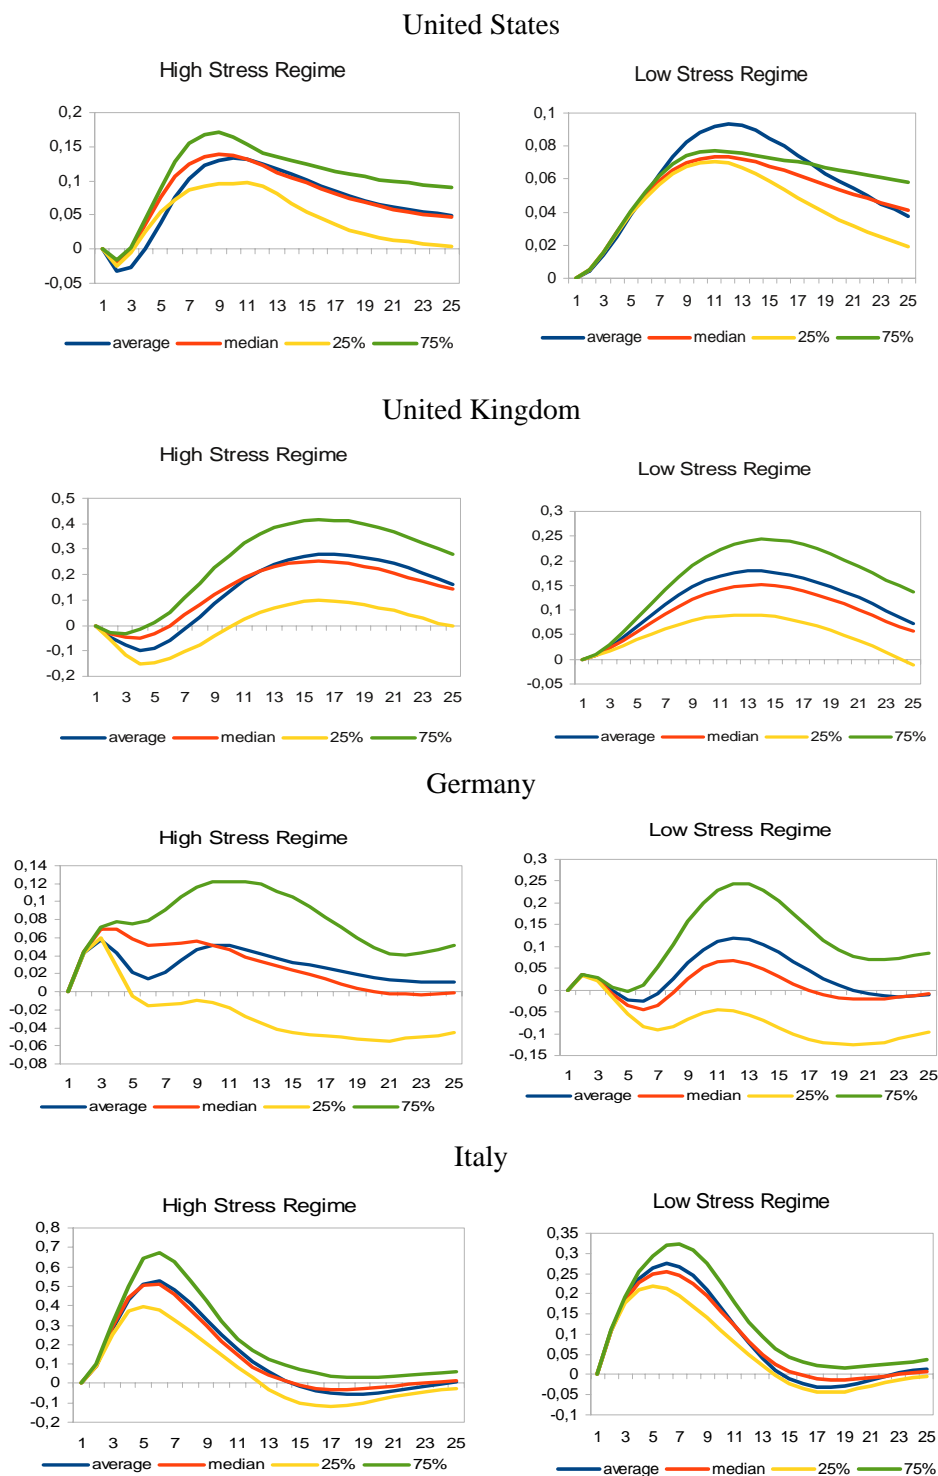 United States
High Stress Regime
0,2
0,15
0,1
0,05
0
-0,05
1 3 5 7 9 11 13 15 17 19 21 23 25
average median 25% 75%
Low Stress Regime
0,1
0,08
0,06
0,04
0,02
0
1 3 5 7 9 11 13 15 17 19 21 23 25
average median 25% 75%
United Kingdom
High Stress Regime
0,5
0,4
0,3
0,2
0,1
0
-0,1
-0,2
1 3 5 7 9 11 13 15 17 19 21 23 25
average median 25% 75%
Low Stress Regime
0,3
0,25
0,2
0,15
0,1
0,05
0
-0,05
1 3 5 7 9 11 13 15 17 19 21 23 25
average median 25% 75%
Germany
High Stress Regime
0,14
0,12
0,1
0,08
0,06
0,04
0,02
0
-0,02
-0,04
-0,06
-0,08
1 3 5 7 9 11 13 15 17 19 21 23 25
average median 25% 75%
Low Stress Regime
0,3
0,25
0,2
0,15
0,1
0,05
0
-0,05
-0,1
-0,15
1 3 5 7 9 11 13 15 17 19 21 23 25
average median 25% 75%
Italy
High Stress Regime
0,8
0,7
0,6
0,5
0,4
0,3
0,2
0,1
0
-0,1
-0,2
1 3 5 7 9 11 13 15 17 19 21 23 25
average median 25% 75%
Low Stress Regime
0,35
0,3
0,25
0,2
0,15
0,1
0,05
0
-0,05
-0,1
1 3 5 7 9 11 13 15 17 19 21 23 25
average median 25% 75%